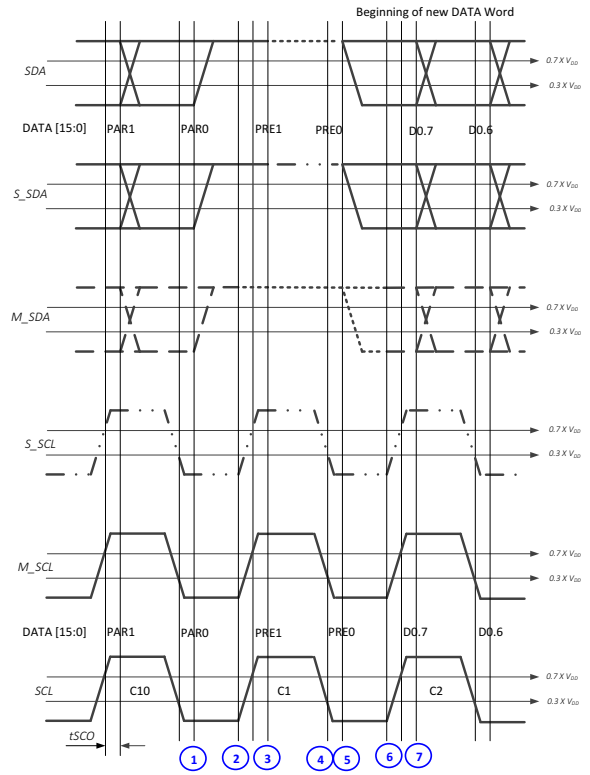 Beginning of new DATA Word
SDA
0.7 X VDD
0.3 X VDD
DATA [15:0] PAR1 PAR0 PRE1 PRE0 D0.7 D0.6
S_SDA
0.7 X VDD
0.3 X VDD
M_SDA
0.7 X VDD
0.3 X VDD
S_SCL
0.7 X VDD
0.3 X VDD
M_SCL
0.7 X VDD
0.3 X VDD
DATA [15:0] PAR1 PAR0 PRE1 PRE0 D0.7 D0.6
SCL
C10 C1 C2
0.7 X VDD
0.3 X VDD
tSCO
1 2 3 4 5 6 7